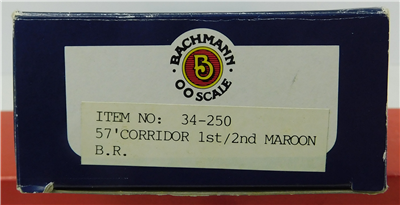 BACHMANN
B
OO SCALE
ITEM NO: 34-250
57'CORRIDOR 1st/2nd MAROON
B.R.